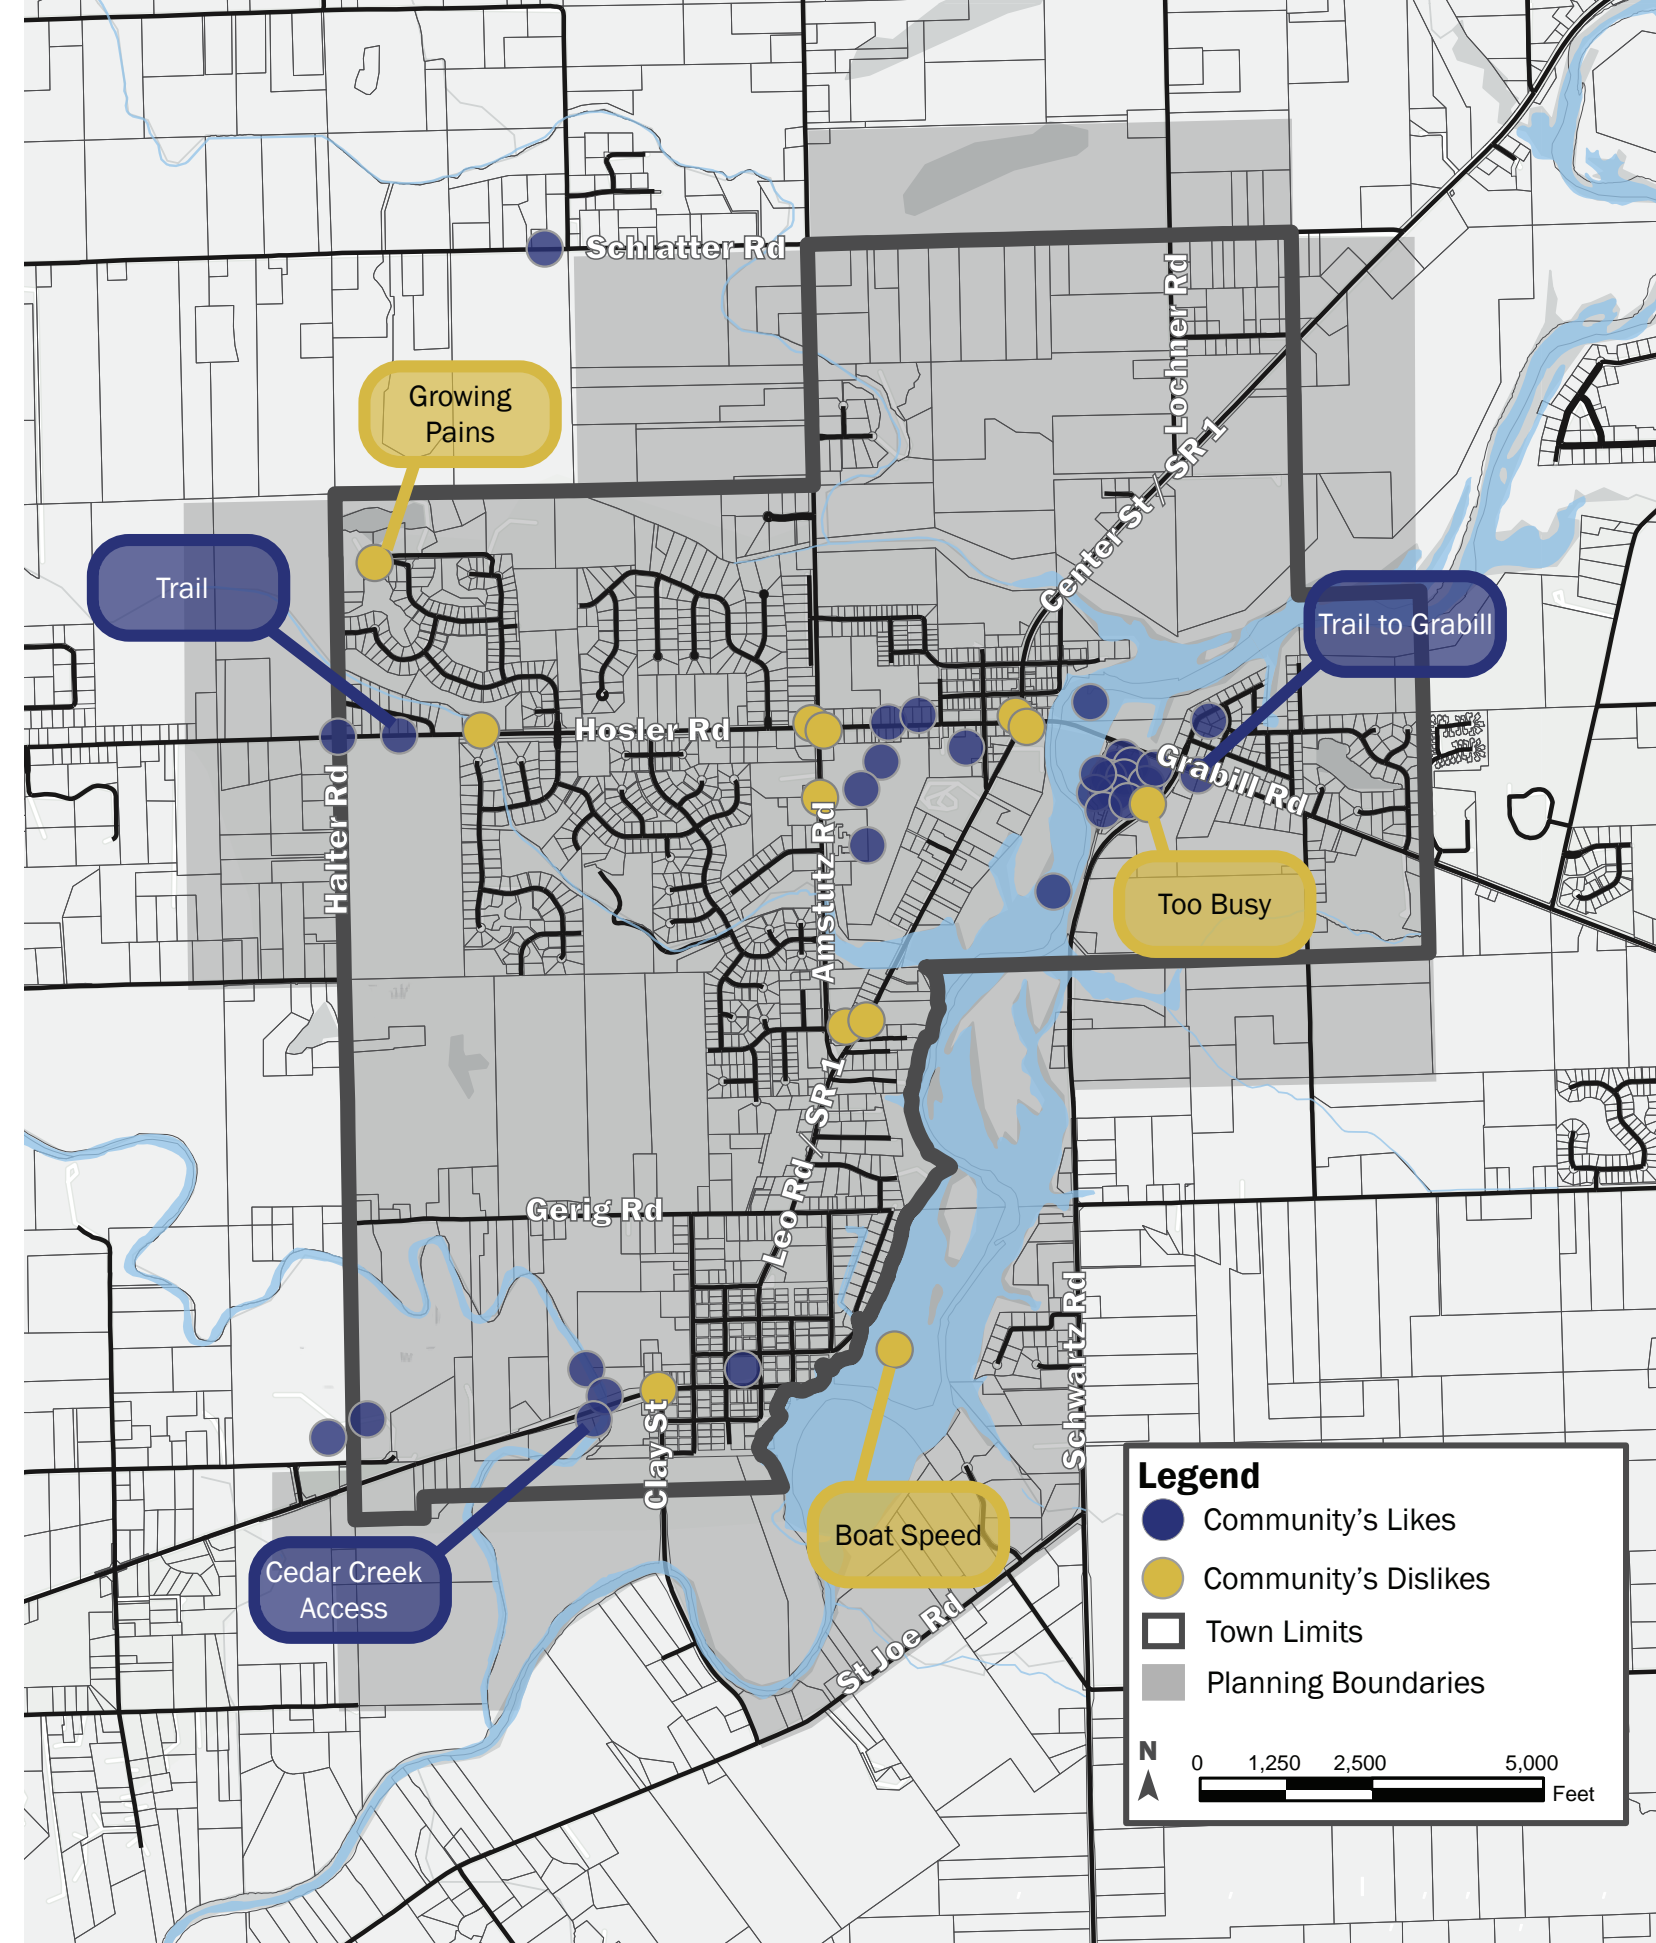 Schlatter Rd
Lochner Rd
Growing
Pains
Center St / SR 1
Trail
Trail to Grabill
Hosler Rd
Grabill Rd
Halter Rd
Amstutz Rd
Too Busy
Leo Rd / SR 1
Gerig Rd
Schwartz Rd
Clay St
Boat Speed
Cedar Creek
Access
St Joe Rd
Legend
Community's Likes
Community's Dislikes
Town Limits
Planning Boundaries
N
0 1,250 2,500 5,000
Feet